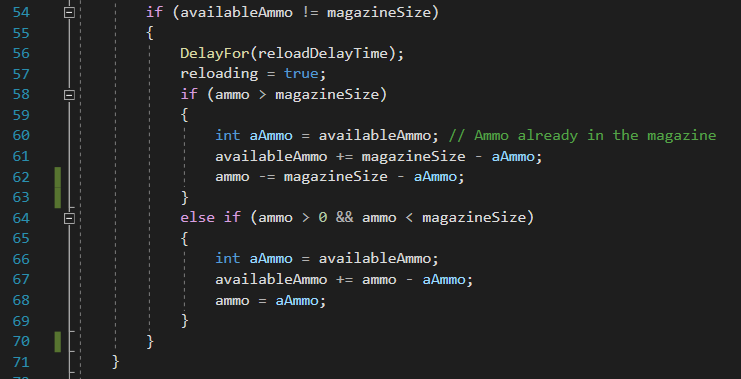 54 if (availableAmmo != magazineSize)
55 {
56 DelayFor(reloadDelayTime);
57 reloading = true;
58 if (ammo > magazineSize)
59 {
60 int aAmmo = availableAmmo; // Ammo already in the magazine
61 availableAmmo += magazineSize - aAmmo;
62 ammo -= magazineSize - aAmmo;
63 }
64 else if (ammo > 0 && ammo < magazineSize)
65 {
66 int aAmmo = availableAmmo;
67 availableAmmo += ammo - aAmmo;
68 ammo = aAmmo;
69 }
70 }
71 }